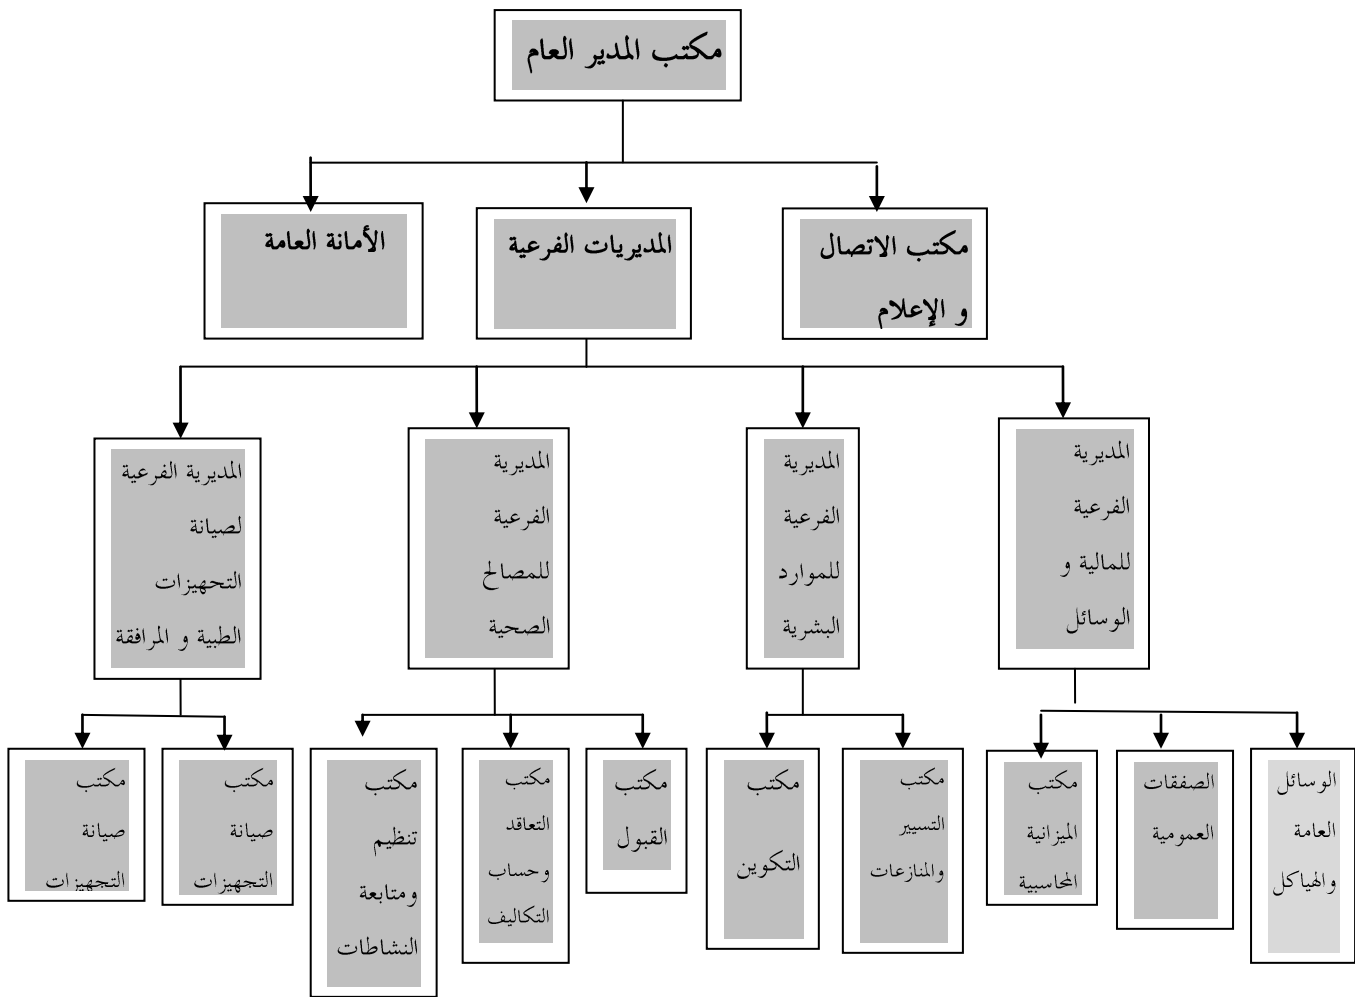 مكتب المدير العام
مكتب الاتصال
و الإعلام
المديريات الفرعية
الأمانة العامة
المديرية
الفرعية
للمالية و
الوسائل
المديرية
الفرعية
للموارد
البشرية
المديرية
الفرعية
للمصالح
الصحية
المديرية الفرعية
لصيانة
التجهيزات
الطبية و المرافقة
الوسائل
العامة
والهياكل
الصفقات
العمومية
مكتب
الميزانية
المحاسبية
مكتب
التسيير
والمنازعات
مكتب
التكوين
مكتب
القبول
مكتب
التعاقد
وحساب
التكاليف
مكتب
تنظيم
ومتابعة
النشاطات
مكتب
صيانة
التجهيزات
مكتب
صيانة
التجهيزات